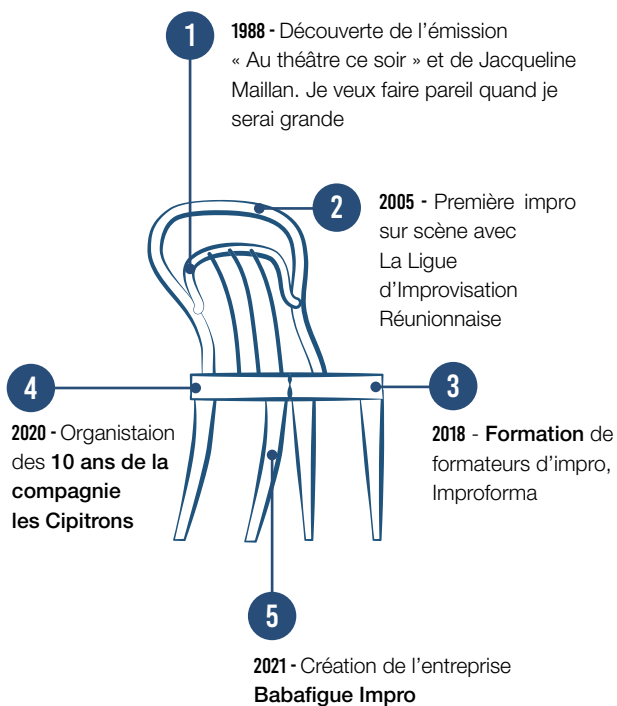 1
1988 - Découverte de l'émission
« Au théâtre ce soir » et de Jacqueline
Maillan. Je veux faire pareil quand je
serai grande
2
2005 - Première impro
sur scène avec
La Ligue
d'Improvisation
Réunionnaise
3
2018 - Formation de
formateurs d'impro,
Improforma
4
2020 - Organistaion
des 10 ans de la
compagnie
les Cipitrons
5
2021 - Création de l'entreprise
Babafigue Impro